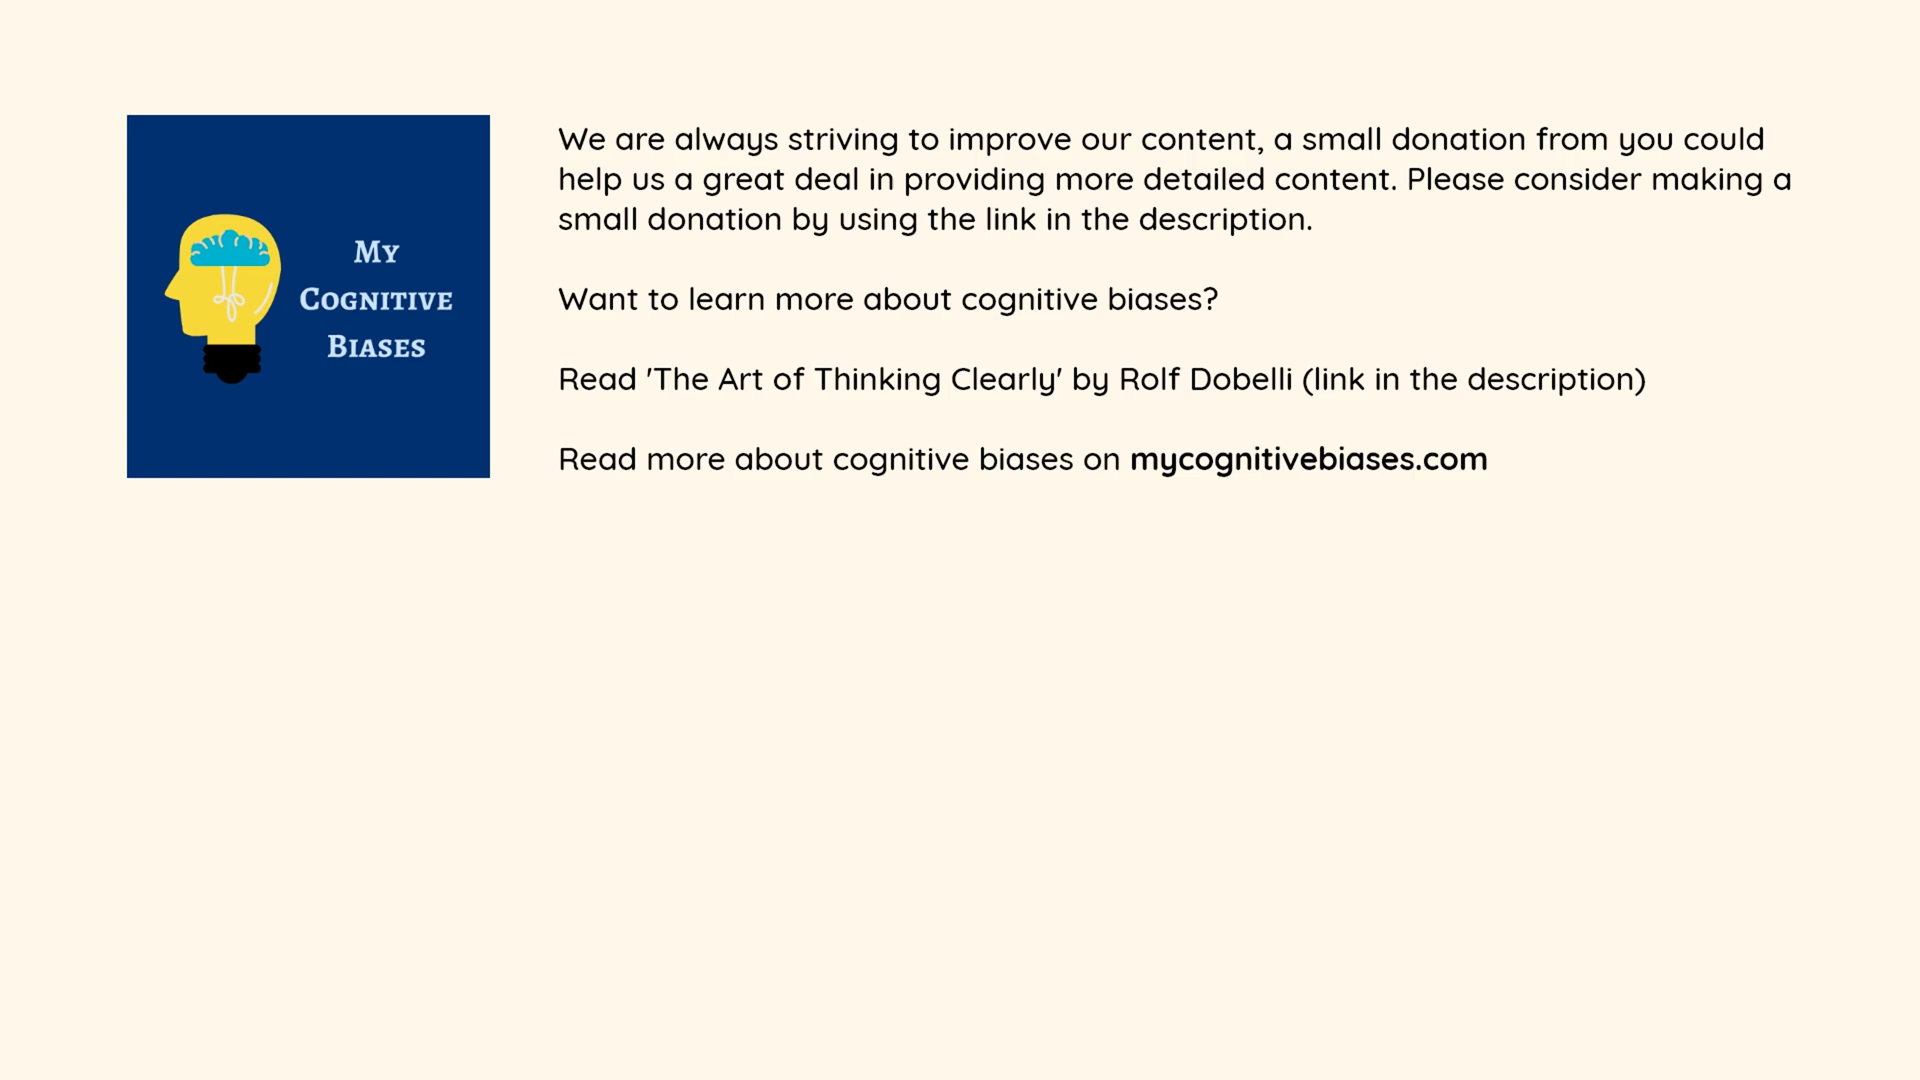 My
Cognitive
Biases
We are always striving to improve our content, a small donation from you could
help us a great deal in providing more detailed content. Please consider making a
small donation by using the link in the description.
Want to learn more about cognitive biases?
Read 'The Art of Thinking Clearly' by Rolf Dobelli (link in the description)
Read more about cognitive biases on mycognitivebiases.com